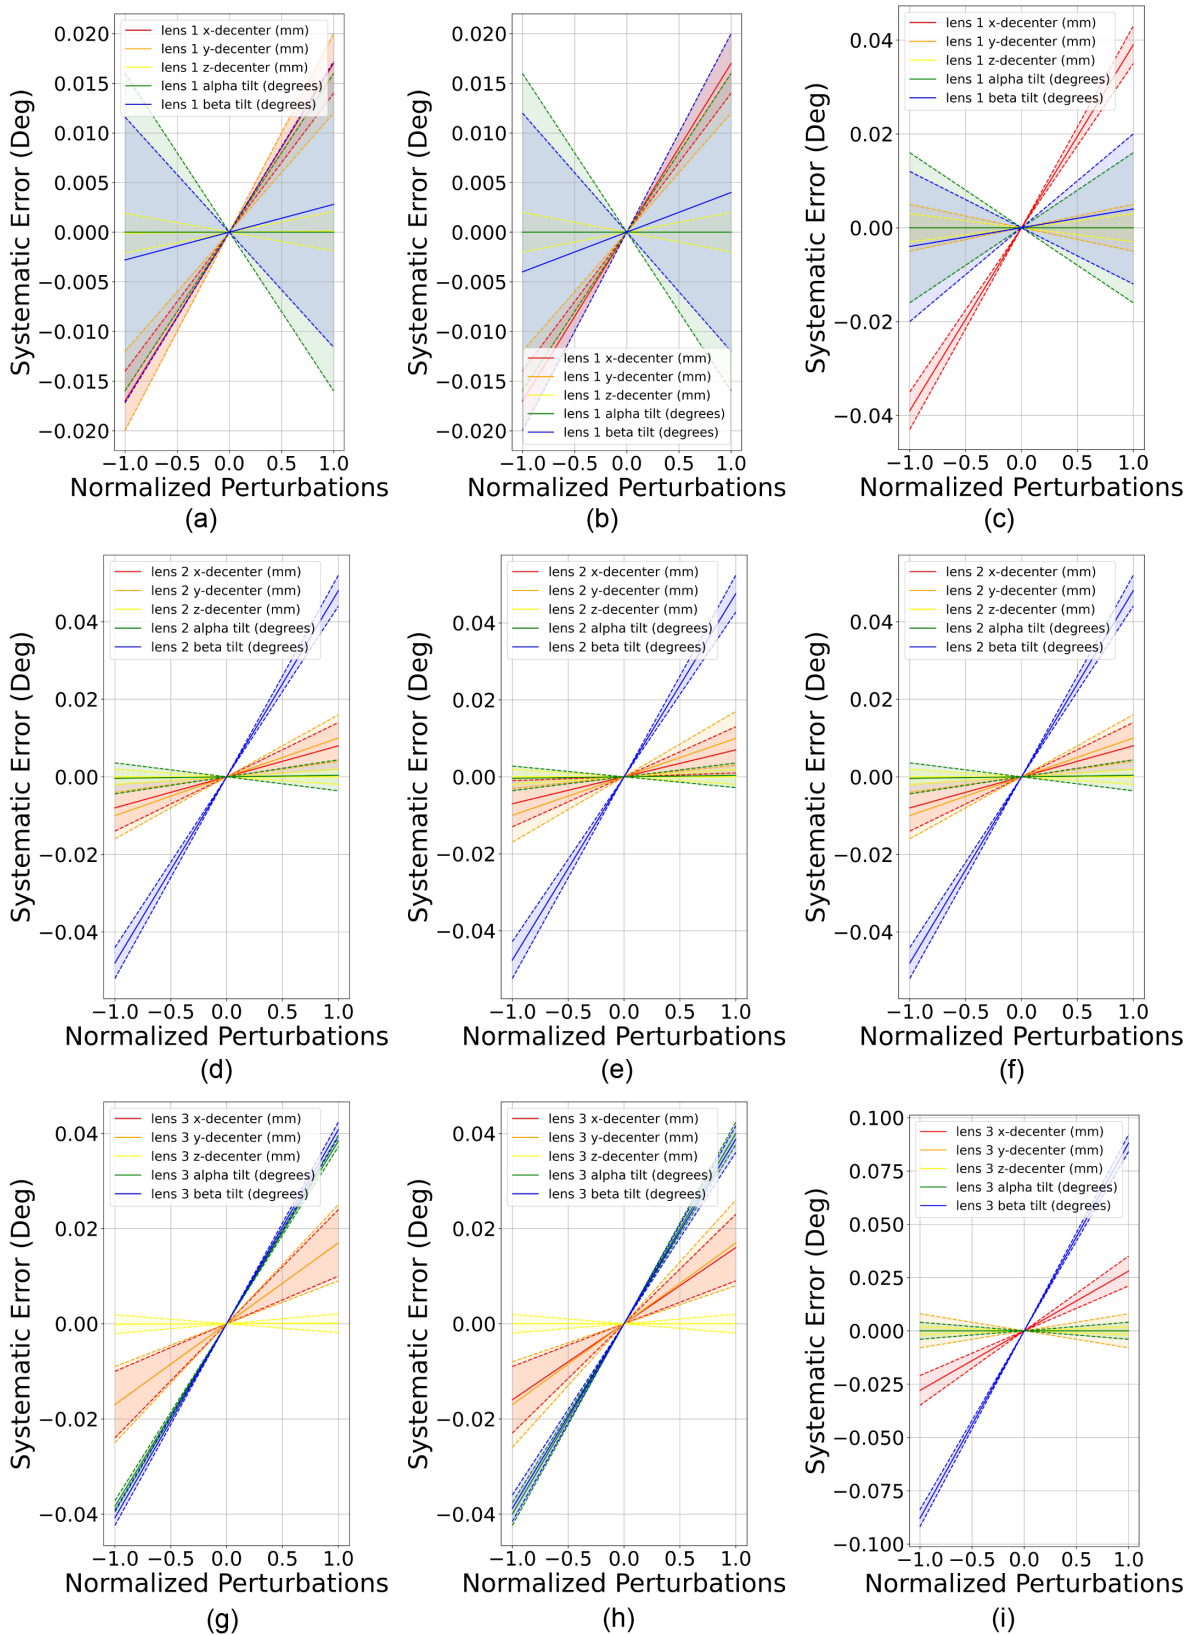 Systematic Error (Deg)
0.020
0.015
0.010
0.005
0.000
−0.005
−0.010
−0.015
−0.020
lens 1 x-decenter (mm)
lens 1 y-decenter (mm)
lens 1 z-decenter (mm)
lens 1 alpha tilt (degrees)
lens 1 beta tilt (degrees)
−1.0 −0.5 0.0 0.5 1.0
Normalized Perturbations
(a)
Systematic Error (Deg)
0.020
0.015
0.010
0.005
0.000
−0.005
−0.010
−0.015
−0.020
lens 1 x-decenter (mm)
lens 1 y-decenter (mm)
lens 1 z-decenter (mm)
lens 1 alpha tilt (degrees)
lens 1 beta tilt (degrees)
−1.0 −0.5 0.0 0.5 1.0
Normalized Perturbations
(b)
Systematic Error (Deg)
0.04
0.02
0.00
−0.02
−0.04
lens 1 x-decenter (mm)
lens 1 y-decenter (mm)
lens 1 z-decenter (mm)
lens 1 alpha tilt (degrees)
lens 1 beta tilt (degrees)
−1.0 −0.5 0.0 0.5 1.0
Normalized Perturbations
(c)
Systematic Error (Deg)
0.04
0.02
0.00
−0.02
−0.04
lens 2 x-decenter (mm)
lens 2 y-decenter (mm)
lens 2 z-decenter (mm)
lens 2 alpha tilt (degrees)
lens 2 beta tilt (degrees)
−1.0 −0.5 0.0 0.5 1.0
Normalized Perturbations
(d)
Systematic Error (Deg)
0.04
0.02
0.00
−0.02
−0.04
lens 2 x-decenter (mm)
lens 2 y-decenter (mm)
lens 2 z-decenter (mm)
lens 2 alpha tilt (degrees)
lens 2 beta tilt (degrees)
−1.0 −0.5 0.0 0.5 1.0
Normalized Perturbations
(e)
Systematic Error (Deg)
0.04
0.02
0.00
−0.02
−0.04
lens 2 x-decenter (mm)
lens 2 y-decenter (mm)
lens 2 z-decenter (mm)
lens 2 alpha tilt (degrees)
lens 2 beta tilt (degrees)
−1.0 −0.5 0.0 0.5 1.0
Normalized Perturbations
(f)
Systematic Error (Deg)
0.04
0.02
0.00
−0.02
−0.04
lens 3 x-decenter (mm)
lens 3 y-decenter (mm)
lens 3 z-decenter (mm)
lens 3 alpha tilt (degrees)
lens 3 beta tilt (degrees)
−1.0 −0.5 0.0 0.5 1.0
Normalized Perturbations
(g)
Systematic Error (Deg)
0.04
0.02
0.00
−0.02
−0.04
lens 3 x-decenter (mm)
lens 3 y-decenter (mm)
lens 3 z-decenter (mm)
lens 3 alpha tilt (degrees)
lens 3 beta tilt (degrees)
−1.0 −0.5 0.0 0.5 1.0
Normalized Perturbations
(h)
Systematic Error (Deg)
0.100
0.075
0.050
0.025
0.000
−0.025
−0.050
−0.075
−0.100
lens 3 x-decenter (mm)
lens 3 y-decenter (mm)
lens 3 z-decenter (mm)
lens 3 alpha tilt (degrees)
lens 3 beta tilt (degrees)
−1.0 −0.5 0.0 0.5 1.0
Normalized Perturbations
(i)